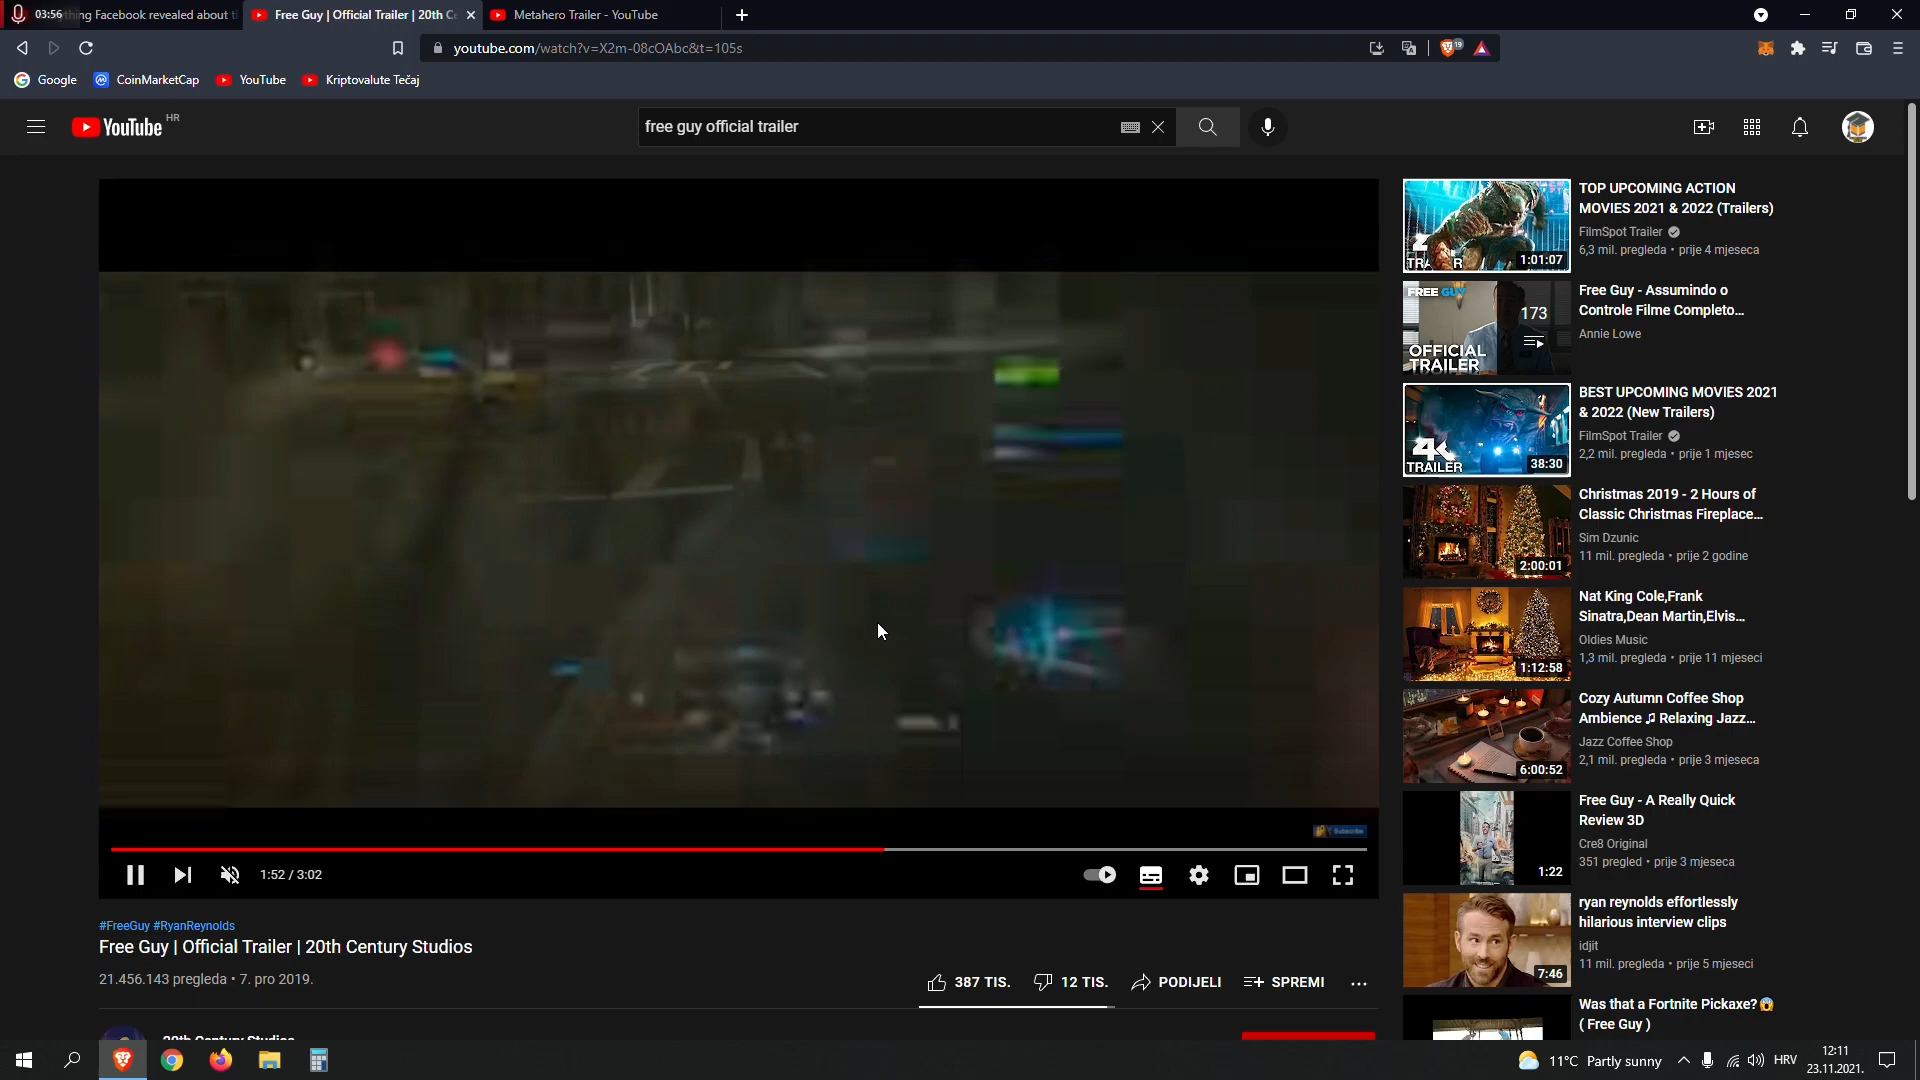 03:56
thing Facebook revealed about t
Free Guy | Official Trailer | 20th Ce
Metahero Trailer - YouTube
youtube.com/watch?v=X2m-08cOAbc&t=105s
19
Google
CoinMarketCap
YouTube
Kriptovalute Tečaj
YouTube HR
free guy official trailer
Subscribe
1:52 / 3:02
#FreeGuy #RyanReynolds
Free Guy | Official Trailer | 20th Century Studios
21.456.143 pregleda • 7. pro 2019.
387 TIS.
12 TIS.
PODIJELI
SPREMI
20th Century Studios
TRAILER
1:01:07
TOP UPCOMING ACTION
MOVIES 2021 & 2022 (Trailers)
FilmSpot Trailer
6,3 mil. pregleda • prije 4 mjeseca
FREE GUY
OFFICIAL
TRAILER
173
Free Guy - Assumindo o
Controle Filme Completo...
Annie Lowe
4K
TRAILER
38:30
BEST UPCOMING MOVIES 2021
& 2022 (New Trailers)
FilmSpot Trailer
2,2 mil. pregleda • prije 1 mjesec
2:00:01
Christmas 2019 - 2 Hours of
Classic Christmas Fireplace...
Sim Dzunic
11 mil. pregleda • prije 2 godine
1:12:58
Nat King Cole,Frank
Sinatra,Dean Martin,Elvis...
Oldies Music
1,3 mil. pregleda • prije 11 mjeseci
6:00:52
Cozy Autumn Coffee Shop
Ambience ♫ Relaxing Jazz...
Jazz Coffee Shop
2,1 mil. pregleda • prije 3 mjeseca
1:22
Free Guy - A Really Quick
Review 3D
Cre8 Original
351 pregled • prije 3 mjeseca
7:46
ryan reynolds effortlessly
hilarious interview clips
idjit
11 mil. pregleda • prije 5 mjeseci
Was that a Fortnite Pickaxe?😱
( Free Guy )
11°C Partly sunny
HRV
12:11
23.11.2021.